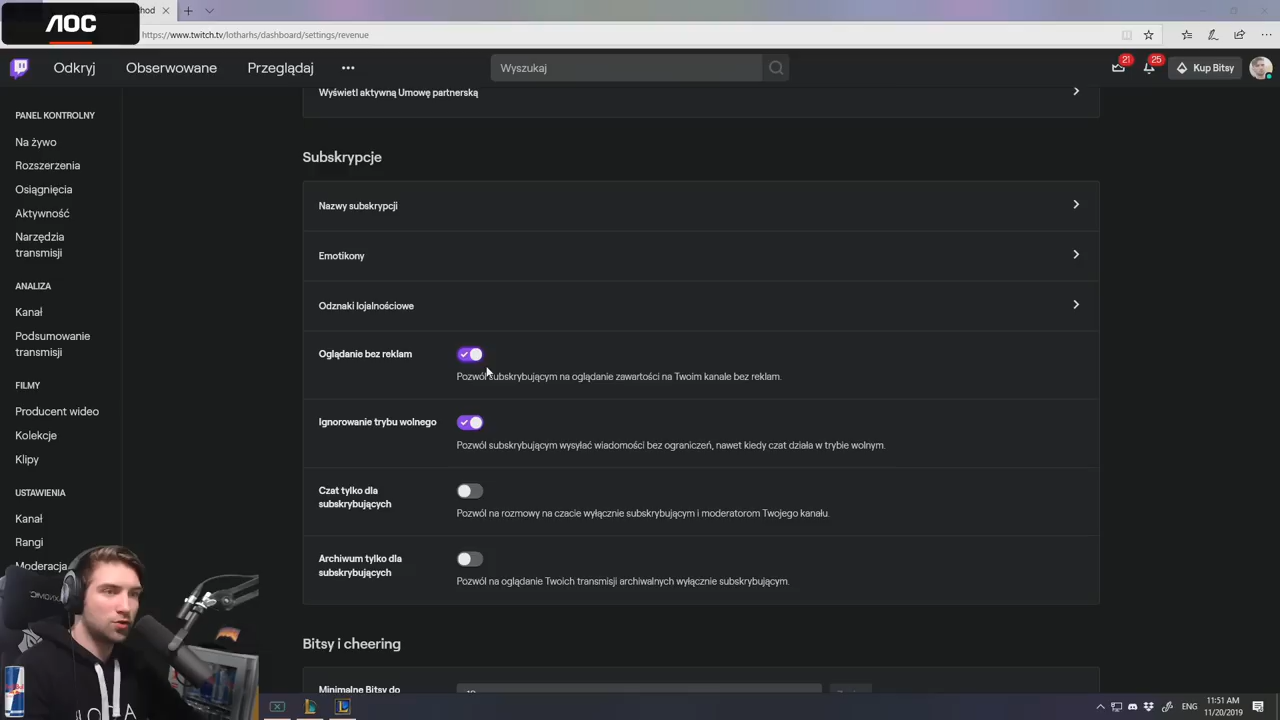 AOC
hod
https://www.twitch.tv/lotharhs/dashboard/settings/revenue
Odkryj Obserwowane Przeglądaj ••• Wyszukaj 21 25 Kup Bitsy
PANEL KONTROLNY
Na żywo
Rozszerzenia
Osiągnięcia
Aktywność
Narzędzia
transmisji
ANALIZA
Kanał
Podsumowanie
transmisji
FILMY
Producent wideo
Kolekcje
Klipy
USTAWIENIA
Kanał
Rangi
Moderacja
Wyświetl aktywną Umowę partnerską
Subskrypcje
Nazwy subskrypcji
Emotikony
Odznaki lojalnościowe
Oglądanie bez reklam
Pozwól subskrybującym na oglądanie zawartości na Twoim kanale bez reklam.
Ignorowanie trybu wolnego
Pozwól subskrybującym wysyłać wiadomości bez ograniczeń, nawet kiedy czat działa w trybie wolnym.
Czat tylko dla
subskrybujących
Pozwól na rozmowy na czacie wyłącznie subskrybującym i moderatorom Twojego kanału.
Archiwum tylko dla
subskrybujących
Pozwól na oglądanie Twoich transmisji archiwalnych wyłącznie subskrybującym.
Bitsy i cheering
Minimalne Bitsy do
ENG
11:51 AM
11/20/2019